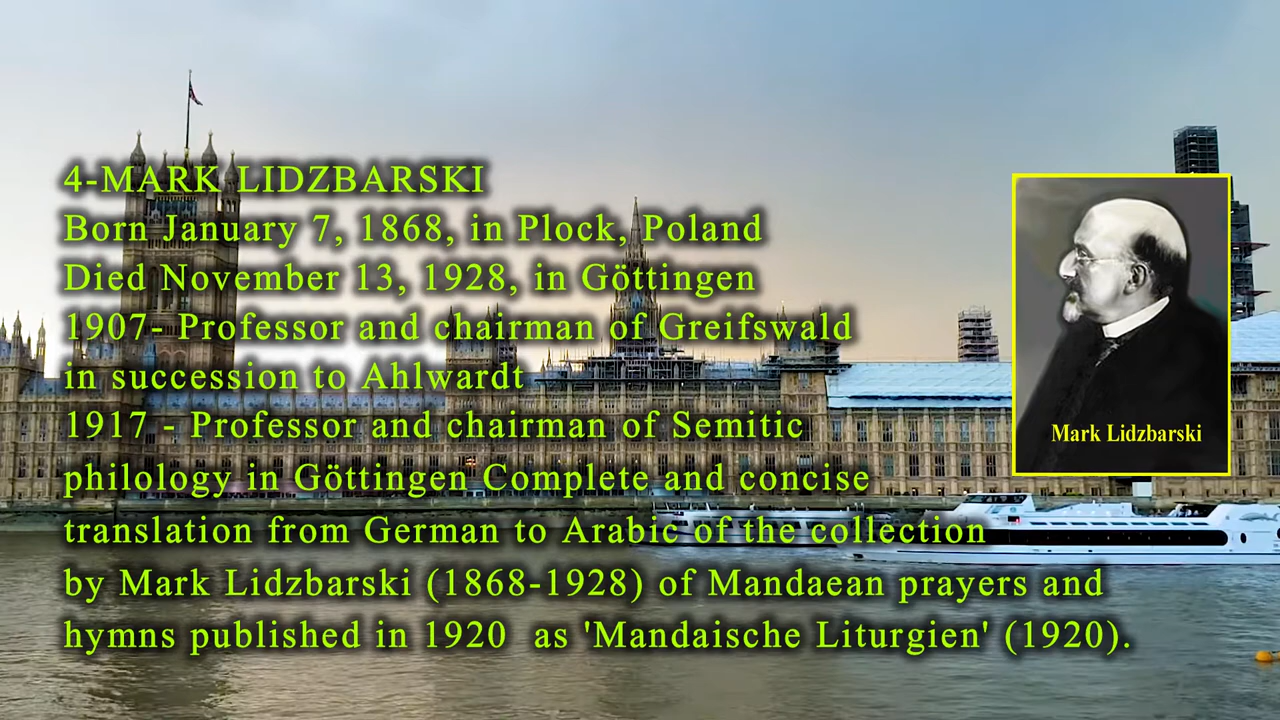 4-MARK LIDZBARSKI
Born January 7, 1868, in Plock, Poland
Died November 13, 1928, in Göttingen
1907- Professor and chairman of Greifswald
in succession to Ahlwardt
1917 - Professor and chairman of Semitic
philology in Göttingen Complete and concise
translation from German to Arabic of the collection
by Mark Lidzbarski (1868-1928) of Mandaean prayers and
hymns published in 1920  as 'Mandaische Liturgien' (1920).
Mark Lidzbarski